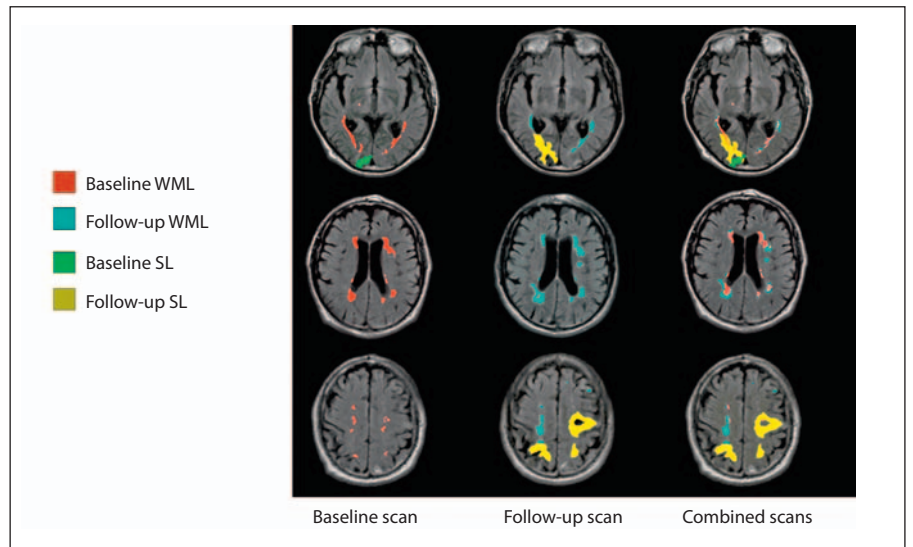 Baseline WML
Follow-up WML
Baseline SL
Follow-up SL
Baseline scan Follow-up scan Combined scans